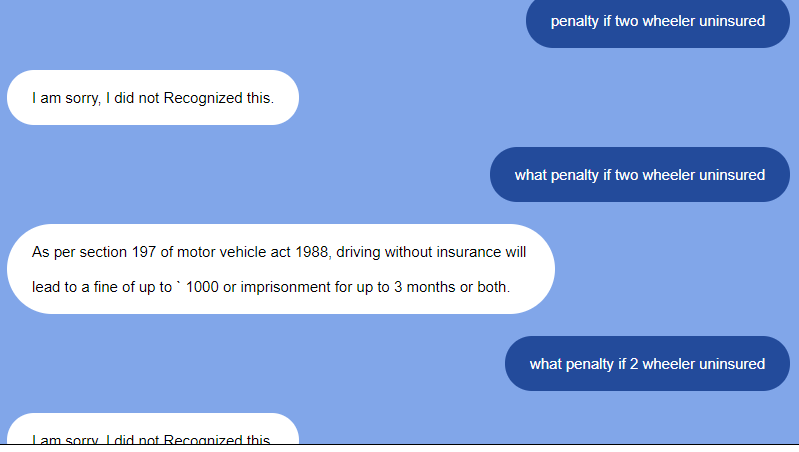 penalty if two wheeler uninsured
I am sorry, I did not Recognized this.
what penalty if two wheeler uninsured
As per section 197 of motor vehicle act 1988, driving without insurance will
lead to a fine of up to ` 1000 or imprisonment for up to 3 months or both.
what penalty if 2 wheeler uninsured
I am sorry, I did not Recognized this.